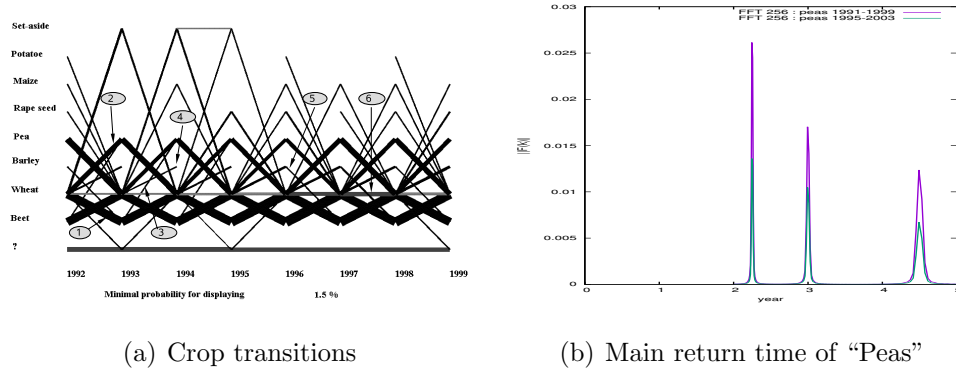 Set-aside
Potatoe
Maize
Rape seed
Pea
Barley
Wheat
Beet
?
2
5
6
4
1
3
1992 1993 1994 1995 1996 1997 1998 1999
Minimal probability for displaying 1.5 %
(a) Crop transitions
FFT 256 : peas 1991-1999
FFT 256 : peas 1995-2003
0.03
0.025
0.02
0.015
0.01
0.005
0
|F(k)|
0 1 2 3 4 5
year
(b) Main return time of “Peas”